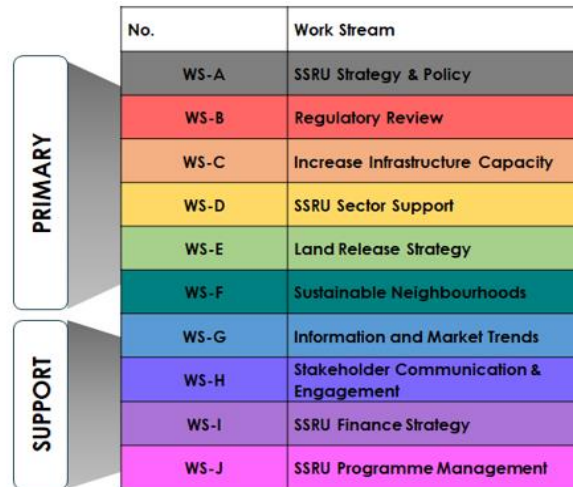 No. Work Stream
PRIMARY
WS-A SSRU Strategy & Policy
WS-B Regulatory Review
WS-C Increase Infrastructure Capacity
WS-D SSRU Sector Support
WS-E Land Release Strategy
WS-F Sustainable Neighbourhoods
SUPPORT
WS-G Information and Market Trends
WS-H Stakeholder Communication &
Engagement
WS-I SSRU Finance Strategy
WS-J SSRU Programme Management